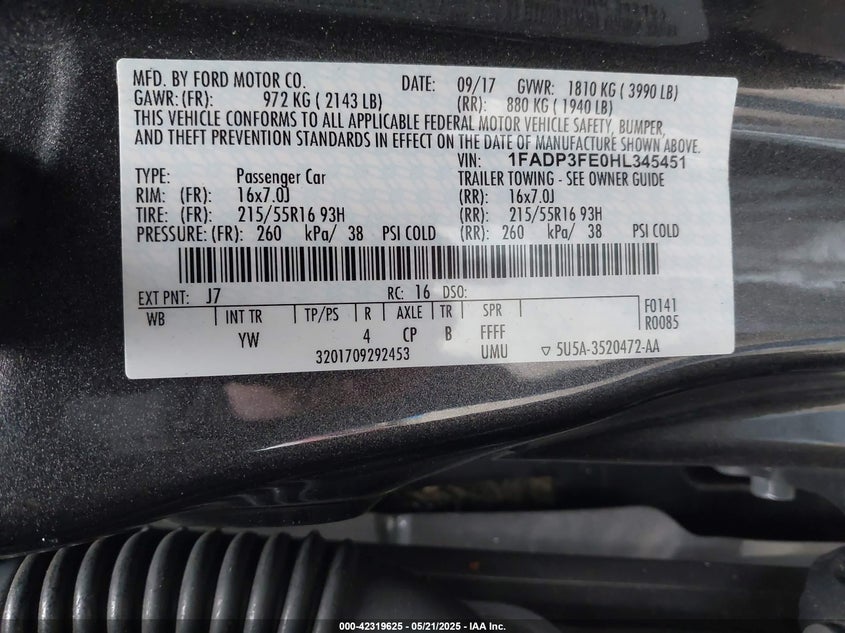 MFD. BY FORD MOTOR CO. DATE: 09/17 GVWR: 1810 KG ( 3990 LB)
GAWR: (FR): 972 KG ( 2143 LB) (RR): 880 KG ( 1940 LB)
THIS VEHICLE CONFORMS TO ALL APPLICABLE FEDERAL MOTOR VEHICLE SAFETY, BUMPER,
AND THEFT PREVENTION STANDARDS IN EFFECT ON THE DATE OF MANUFACTURE SHOWN ABOVE.
VIN: 1FADP3FE0HL345451
TYPE: Passenger Car TRAILER TOWING - SEE OWNER GUIDE
RIM: (FR): 16x7.0J (RR): 16x7.0J
TIRE: (FR): 215/55R16 93H (RR): 215/55R16 93H
PRESSURE: (FR): 260 kPa/ 38 PSI COLD (RR): 260 kPa/ 38 PSI COLD
EXT PNT: J7 RC: 16 DSO:
WB INT TR TP/PS R AXLE TR SPR F0141
YW 4 CP B FFFF R0085
3201709292453 UMU ▽ 5U5A-3520472-AA
000-42319625 - 05/21/2025 - IAA Inc.